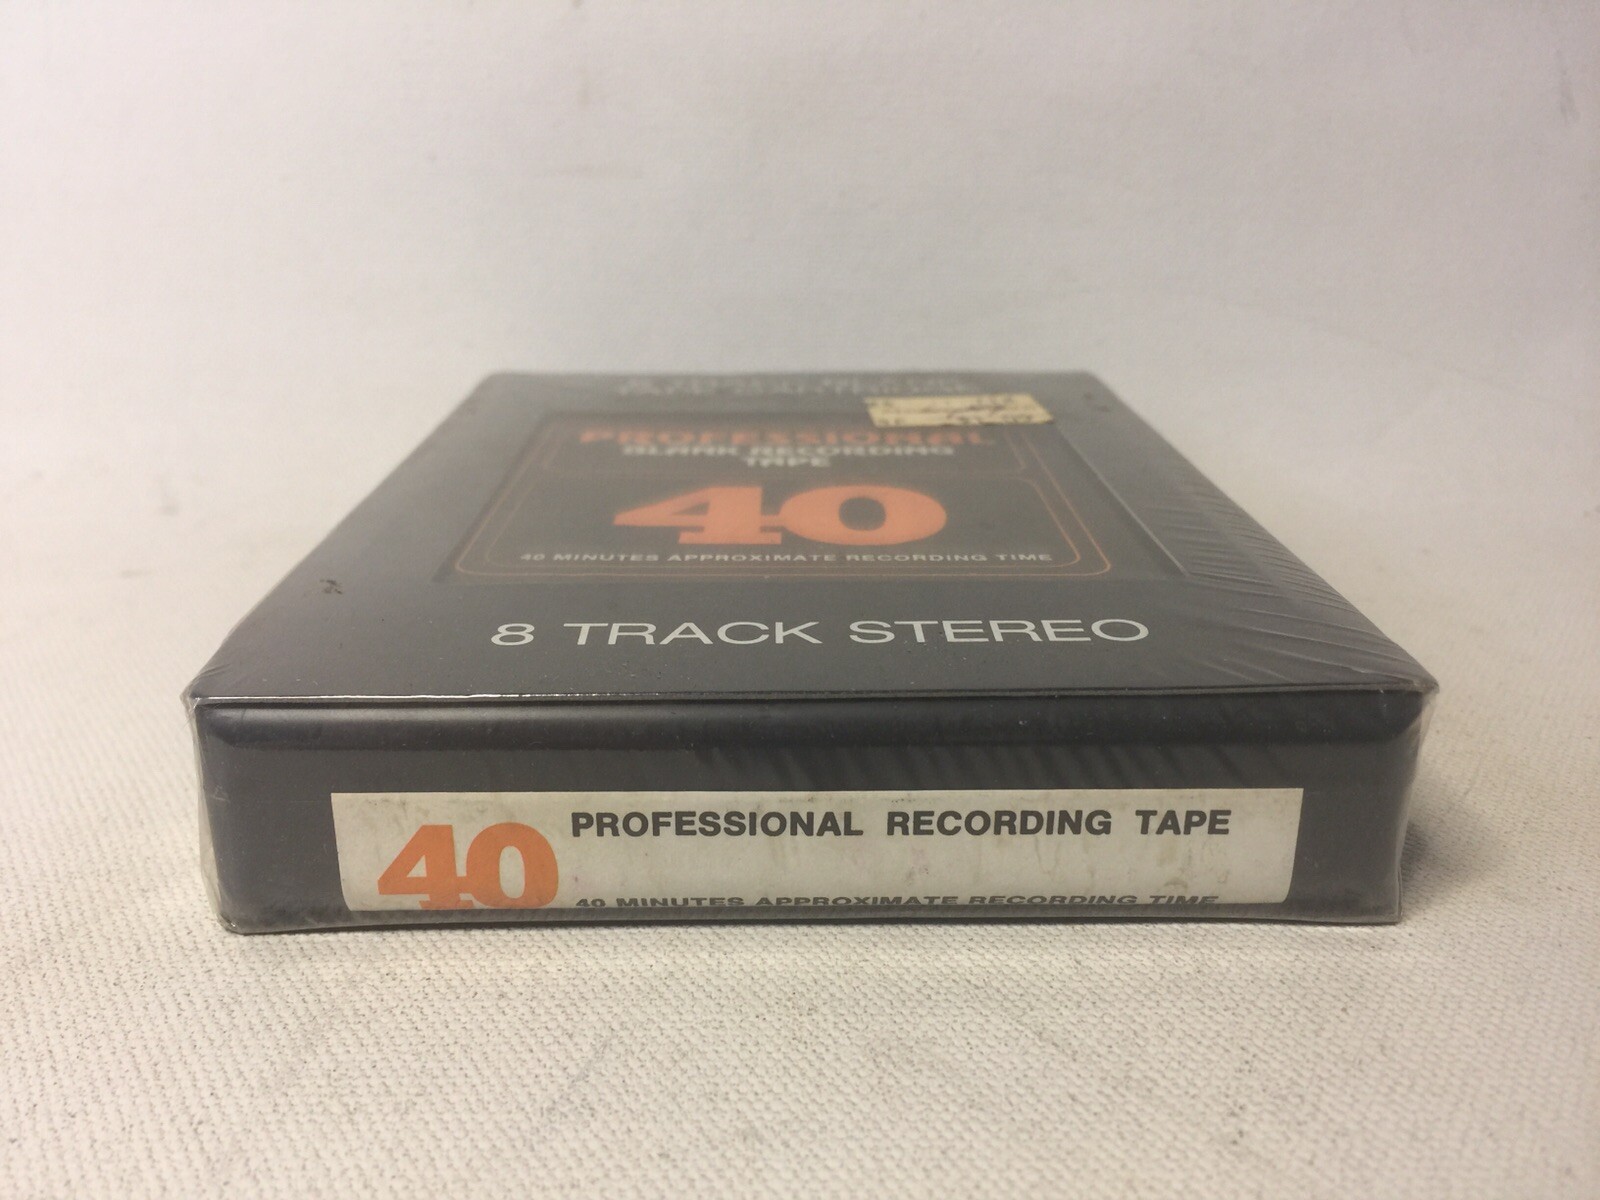 PROFESSIONAL
BLANK RECORDING
TAPE
40
40 MINUTES APPROXIMATE RECORDING TIME
8 TRACK STEREO
40
PROFESSIONAL RECORDING TAPE
40 MINUTES APPROXIMATE RECORDING TIME